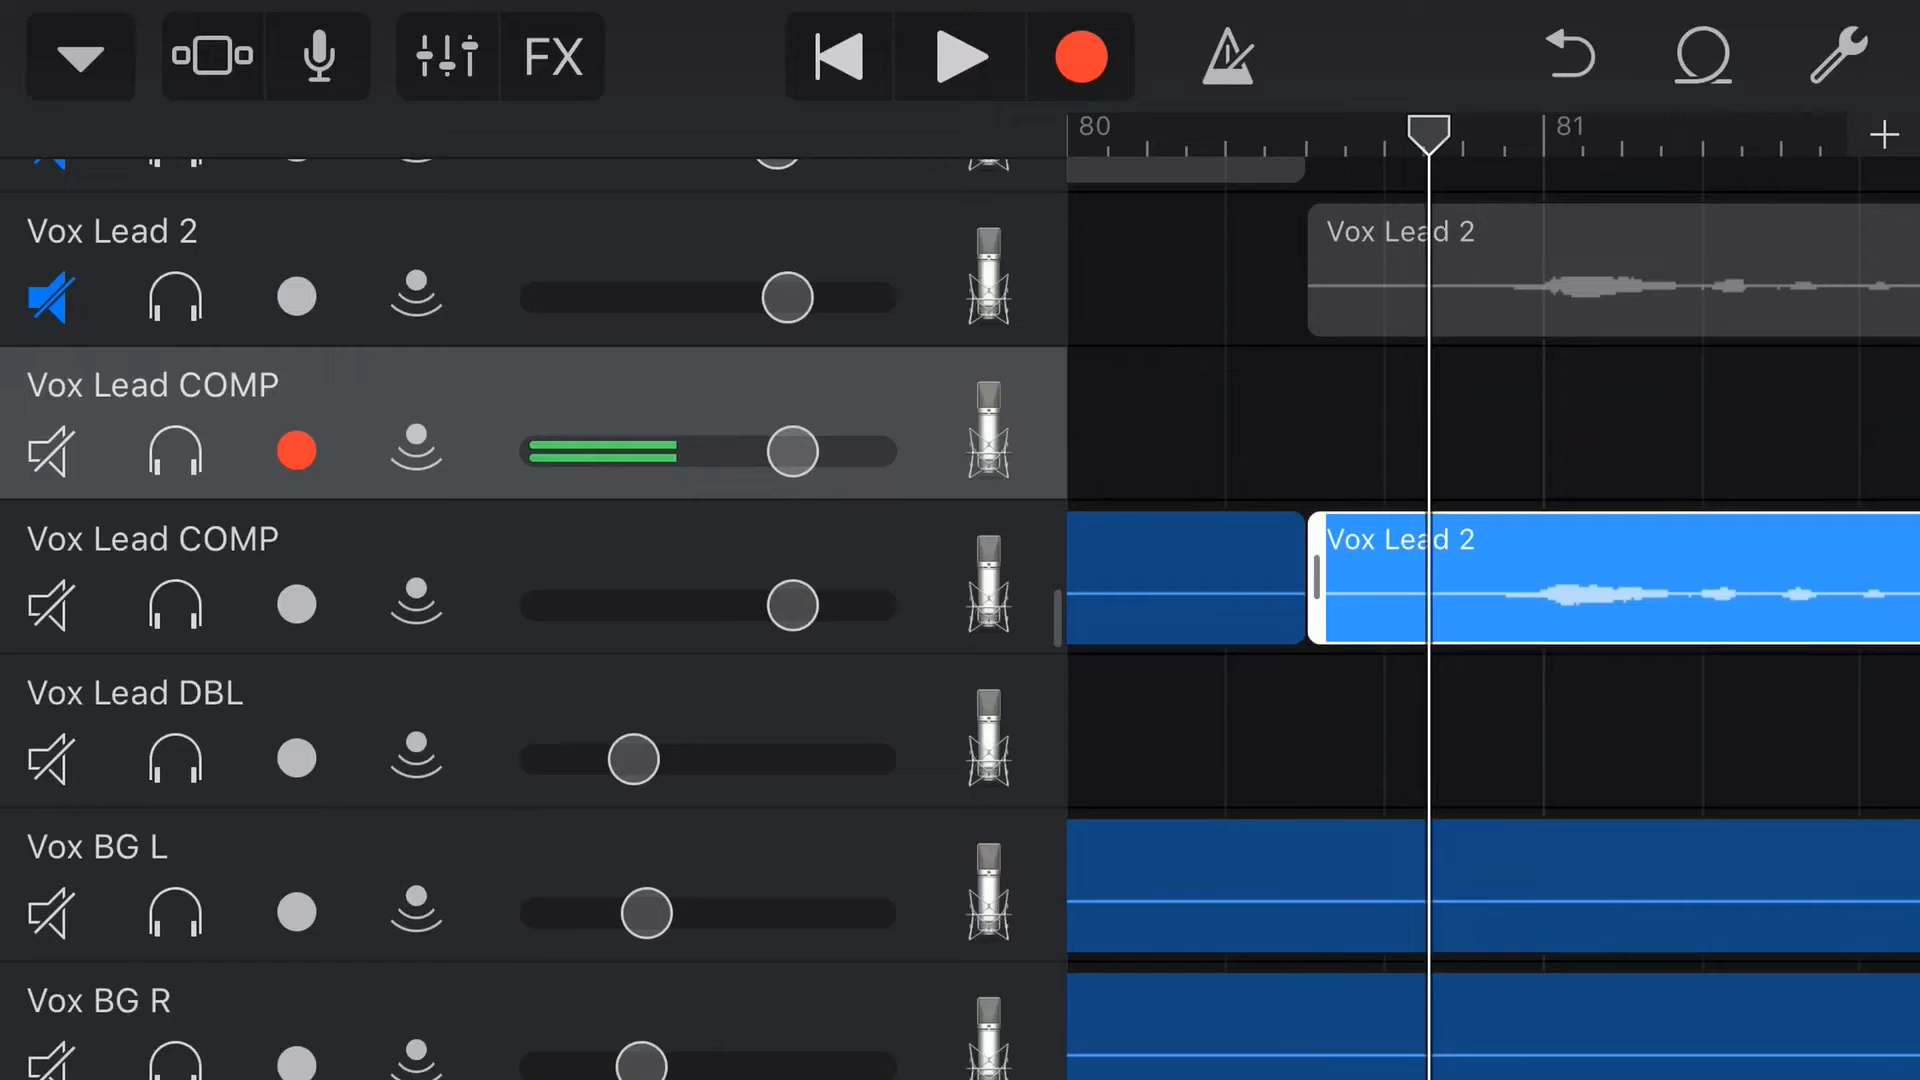 FX
80
81
Vox Lead 2
Vox Lead 2
Vox Lead COMP
Vox Lead COMP
Vox Lead 2
Vox Lead DBL
Vox BG L
Vox BG R